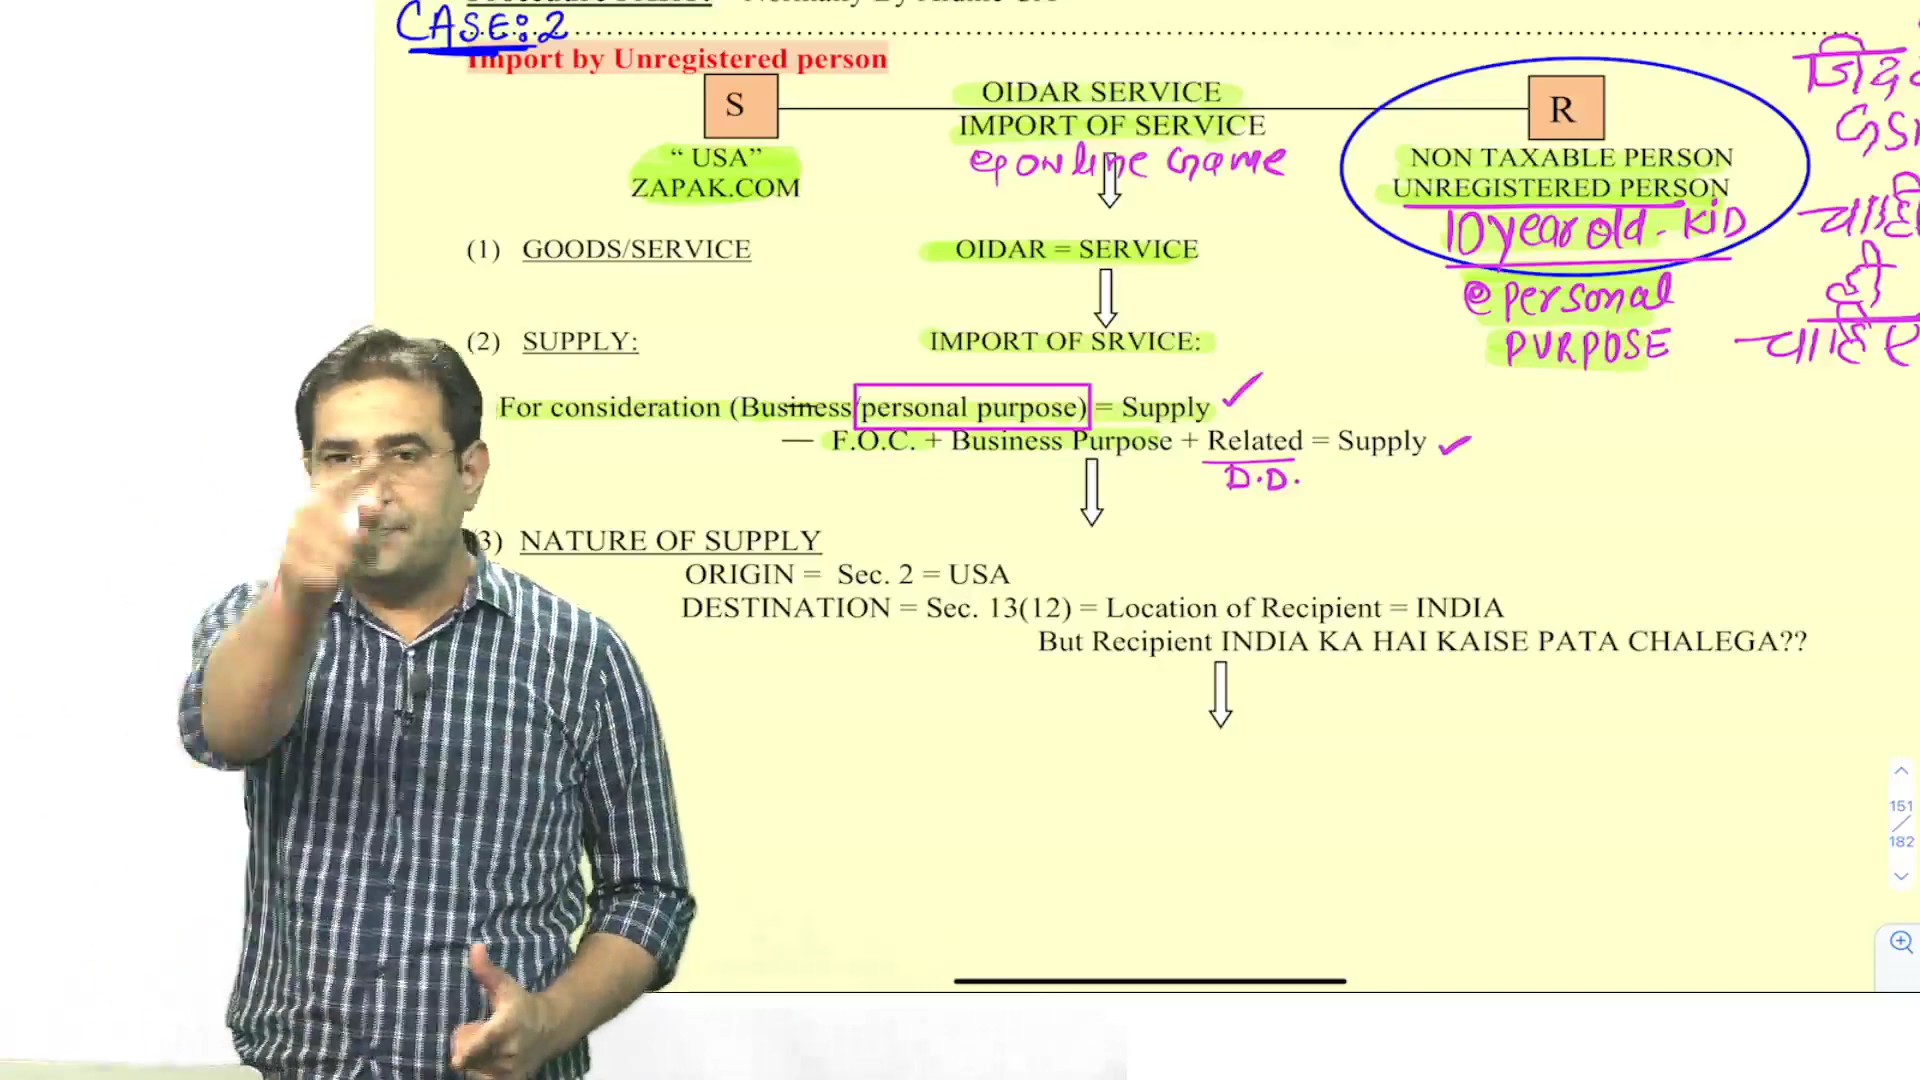 CASE:2
Import by Unregistered person
S
OIDAR SERVICE
R
IMPORT OF SERVICE
“ USA”
ZAPAK.COM
online Game
NON TAXABLE PERSON
UNREGISTERED PERSON
10 year old - KiD
@ personal
PURPOSE
चाहिए
ही
(1) GOODS/SERVICE
OIDAR = SERVICE
(2) SUPPLY:
IMPORT OF SRVICE:
For consideration (Business/personal purpose) = Supply
— F.O.C. + Business Purpose + Related = Supply
D.D.
(3) NATURE OF SUPPLY
ORIGIN = Sec. 2 = USA
DESTINATION = Sec. 13(12) = Location of Recipient = INDIA
But Recipient INDIA KA HAI KAISE PATA CHALEGA??
151
182